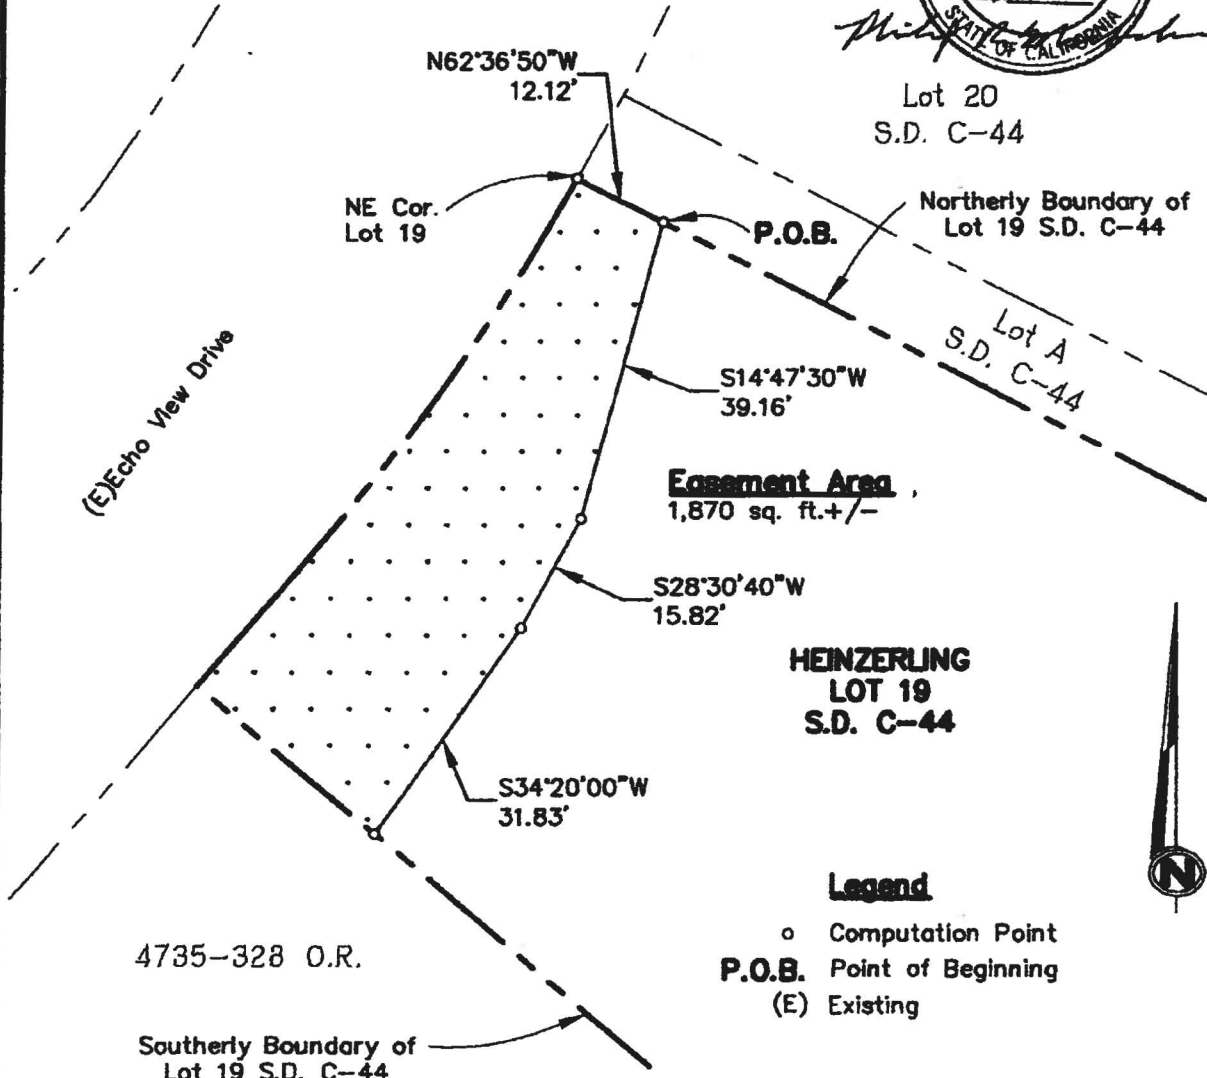 STATE OF CALIFORNIA
N62°36'50"W
12.12'
Lot 20
S.D. C-44
NE Cor.
Lot 19
P.O.B.
Northerly Boundary of
Lot 19 S.D. C-44
Lot A
S.D. C-44
(E)Echo View Drive
S14°47'30"W
39.16'
Easement Area
1,870 sq. ft.+/-
S28°30'40"W
15.82'
HEINZERLING
LOT 19
S.D. C-44
S34°20'00"W
31.83'
N
Legend
o Computation Point
P.O.B. Point of Beginning
(E) Existing
4735-328 O.R.
Southerly Boundary of
Lot 19 S.D. C-44